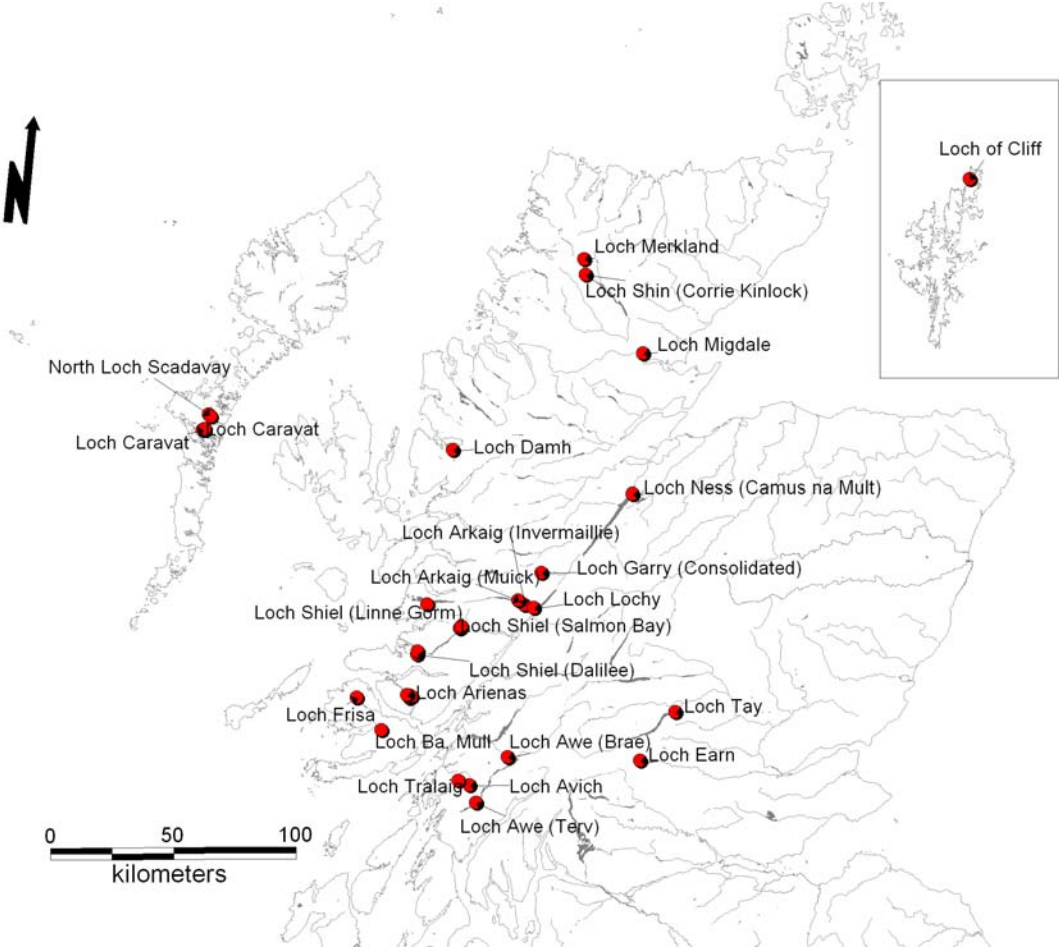 Loch of Cliff
N
Loch Merkland
Loch Shin (Corrie Kinlock)
Loch Migdale
North Loch Scadavay
Loch Caravat
Loch Caravat
Loch Damh
Loch Ness (Camus na Mult)
Loch Arkaig (Invermaillie)
Loch Garry (Consolidated)
Loch Arkaig (Muick)
Loch Lochy
Loch Shiel (Linne Gorm)
Loch Shiel (Salmon Bay)
Loch Shiel (Dalilee)
Loch Arienas
Loch Frisa
Loch Tay
Loch Ba, Mull
Loch Awe (Brae)
Loch Earn
Loch Tralaig
Loch Avich
Loch Awe (Terv)
0 50 100
kilometers